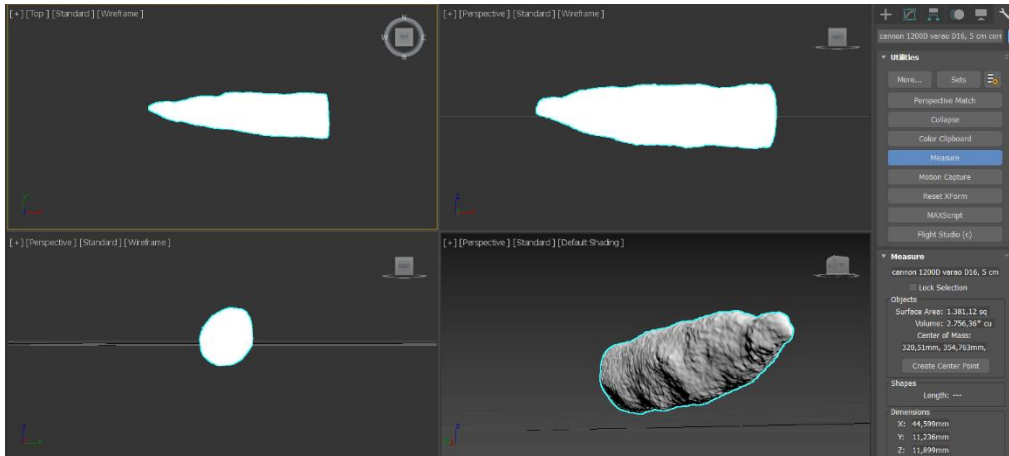 [+] [Top] [Standard] [Wireframe]
N
W
TOP
S
[+] [Perspective] [Standard] [Wireframe]
[+] [Perspective] [Standard] [Wireframe]
[+] [Perspective] [Standard] [Default Shading]
cannon 1200D varao D16, 5 cm com
Utilities
More...
Sets
Perspective Match
Collapse
Color Clipboard
Measure
Motion Capture
Reset XForm
MAXScript
Flight Studio (c)
Measure
cannon 1200D varao D16, 5 cm
Lock Selection
Objects
Surface Area: 1.381,12 sq
Volume: 2.756,36* cu
Center of Mass:
320,51mm, 354,763mm,
Create Center Point
Shapes
Length: ---
Dimensions
X: 44,599mm
Y: 11,236mm
Z: 11,899mm